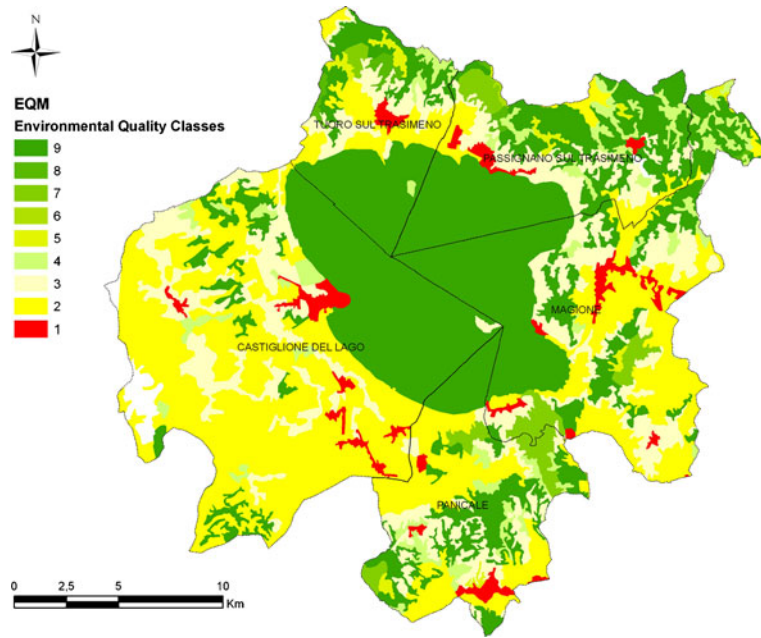 N
EQM
Environmental Quality Classes
9
8
7
6
5
4
3
2
1
TUORO SUL TRASIMENO
PASSIGNANO SUL TRASIMENO
MAGIONE
CASTIGLIONE DEL LAGO
PANICALE
0 2,5 5 10
Km